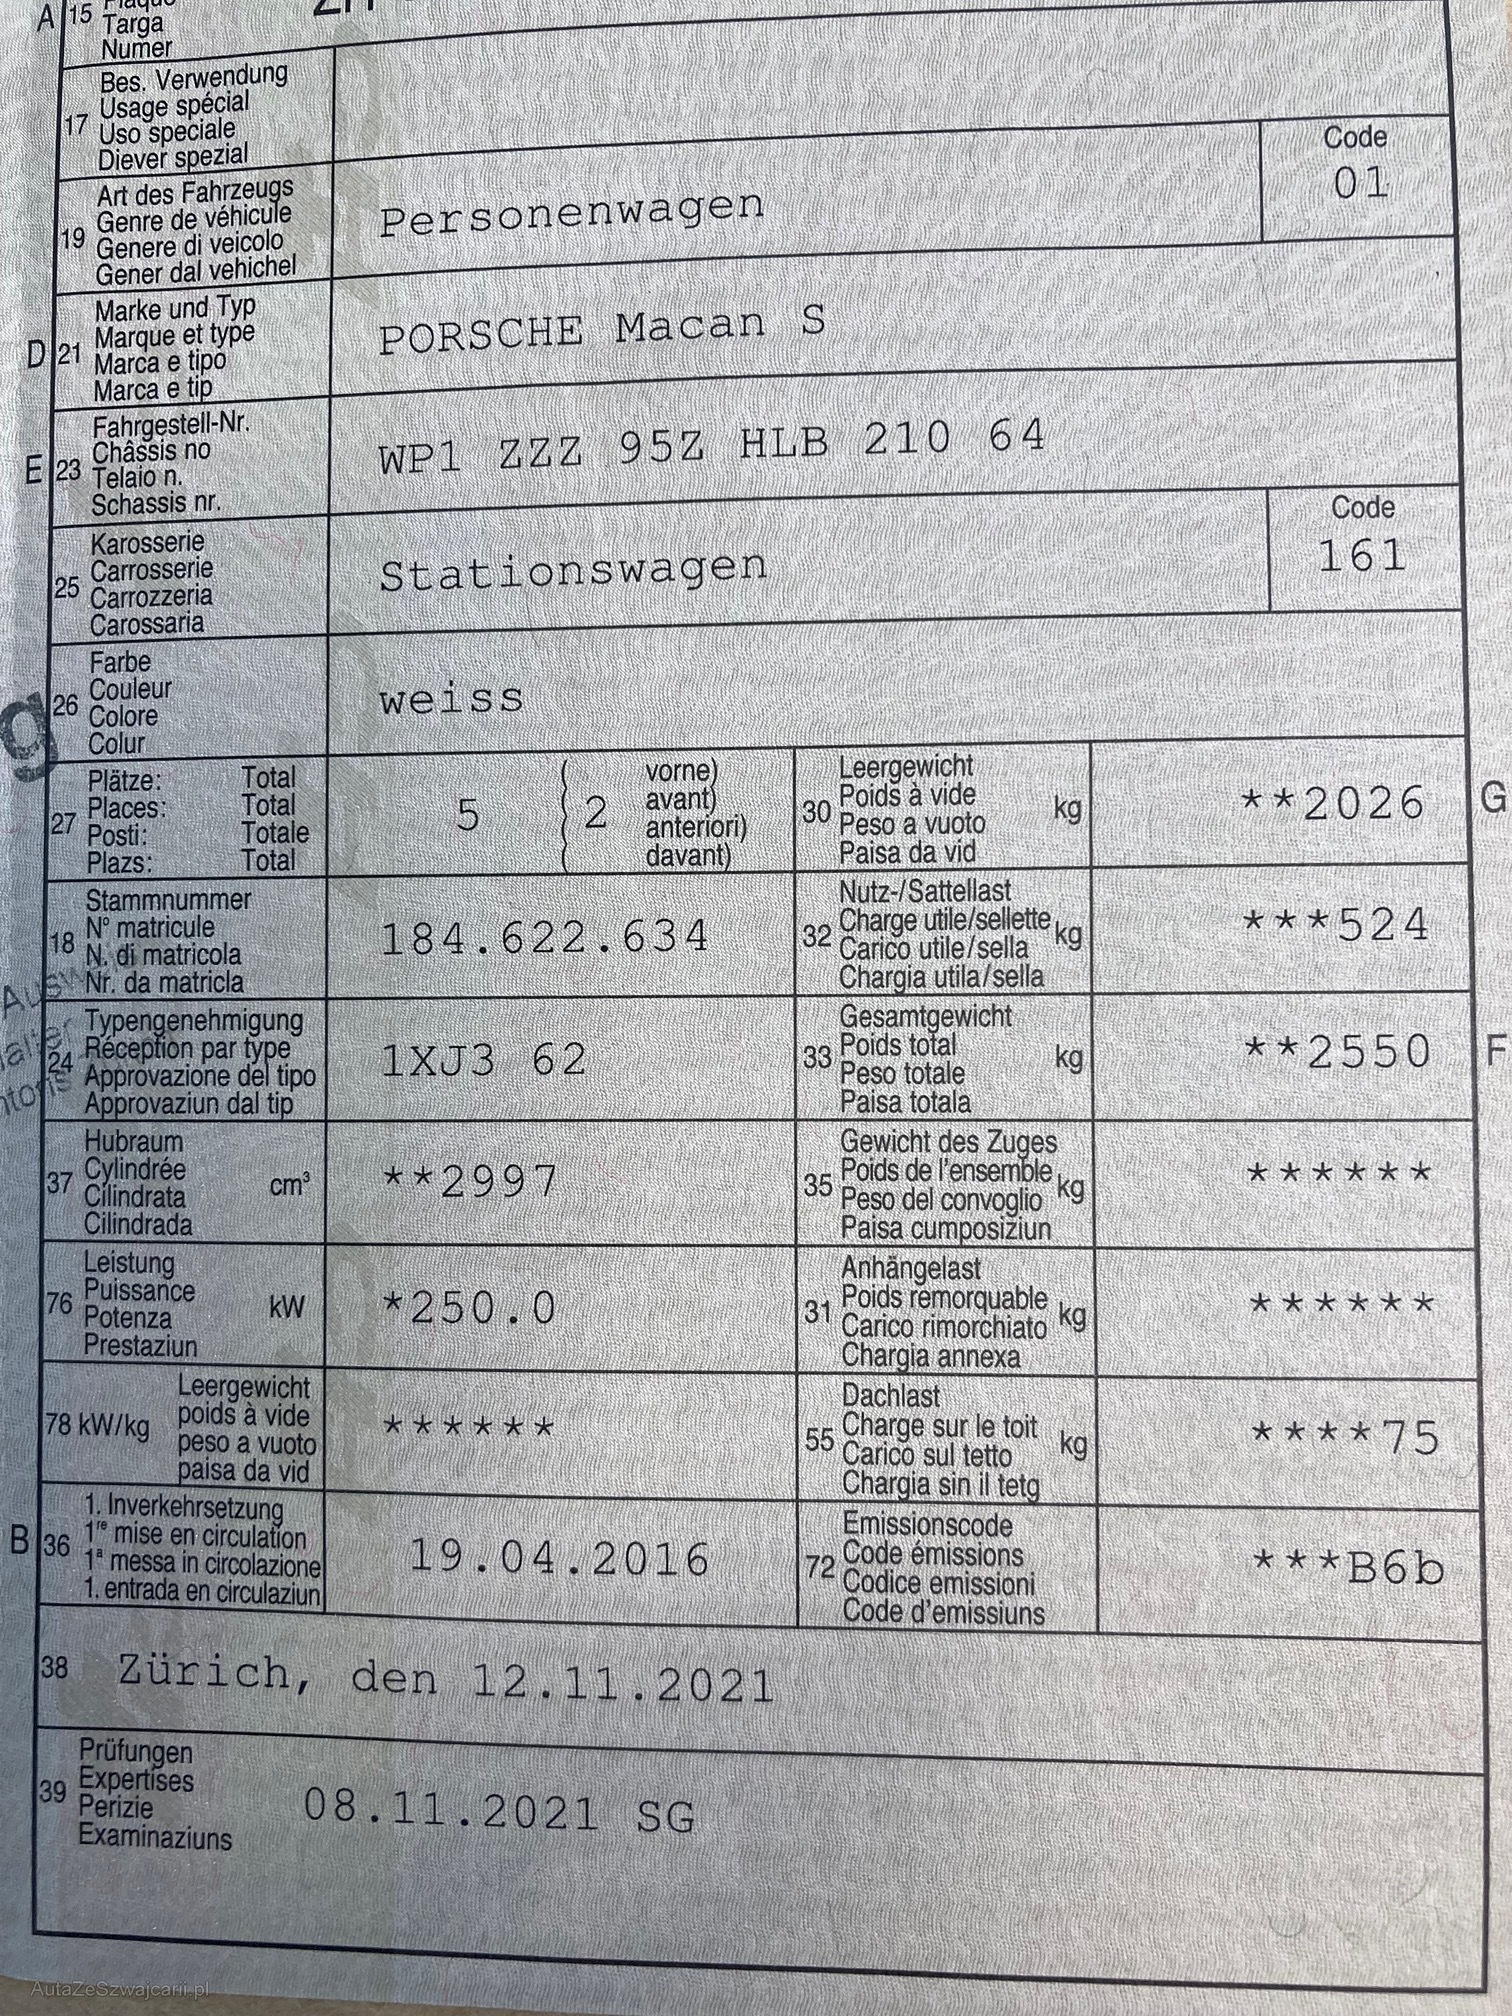 A 15
Targa
Numer
17 Bes. Verwendung
Usage spécial
Uso speciale
Diever spezial
19 Art des Fahrzeugs
Genre de véhicule
Genere di veicolo
Gener dal vehichel
Personenwagen
Code
01
D 21 Marke und Typ
Marque et type
Marca e tipo
Marca e tip
PORSCHE Macan S
E 23 Fahrgestell-Nr.
Châssis no
Telaio n.
Schassis nr.
WP1 ZZZ 95Z HLB 210 64
25 Karosserie
Carrosserie
Carrozzeria
Carossaria
Stationswagen
Code
161
26 Farbe
Couleur
Colore
Colur
weiss
g
27 Plätze: Total
Places: Total
Posti: Totale
Plazs: Total
5 ( 2 vorne)
avant)
anteriori)
( davant)
30 Leergewicht
Poids à vide kg
Peso a vuoto
Paisa da vid
**2026 G
18 Stammnummer
N° matricule
N. di matricola
Nr. da matricla
184.622.634
32 Nutz-/Sattellast
Charge utile/sellette kg
Carico utile/sella
Chargia utila/sella
***524
24 Typengenehmigung
Réception par type
Approvazione del tipo
Approvaziun dal tip
1XJ3 62
33 Gesamtgewicht
Poids total kg
Peso totale
Paisa totala
**2550 F
37 Hubraum
Cylindrée cm³
Cilindrata
Cilindrada
**2997
35 Gewicht des Zuges
Poids de l'ensemble kg
Peso del convoglio
Paisa cumposiziun
******
76 Leistung
Puissance kW
Potenza
Prestaziun
*250.0
31 Anhängelast
Poids remorquable kg
Carico rimorchiato
Chargia annexa
******
78 kW/kg Leergewicht
poids à vide
peso a vuoto
paisa da vid
******
55 Dachlast
Charge sur le toit kg
Carico sul tetto
Chargia sin il tetg
****75
B 36 1. Inverkehrsetzung
1re mise en circulation
1a messa in circolazione
1. entrada en circulaziun
19.04.2016
72 Emissionscode
Code émissions
Codice emissioni
Code d'emissiuns
***B6b
38 Zürich, den 12.11.2021
39 Prüfungen
Expertises
Perizie
Examinaziuns
08.11.2021 SG
AutaZeSzwajcarii.pl